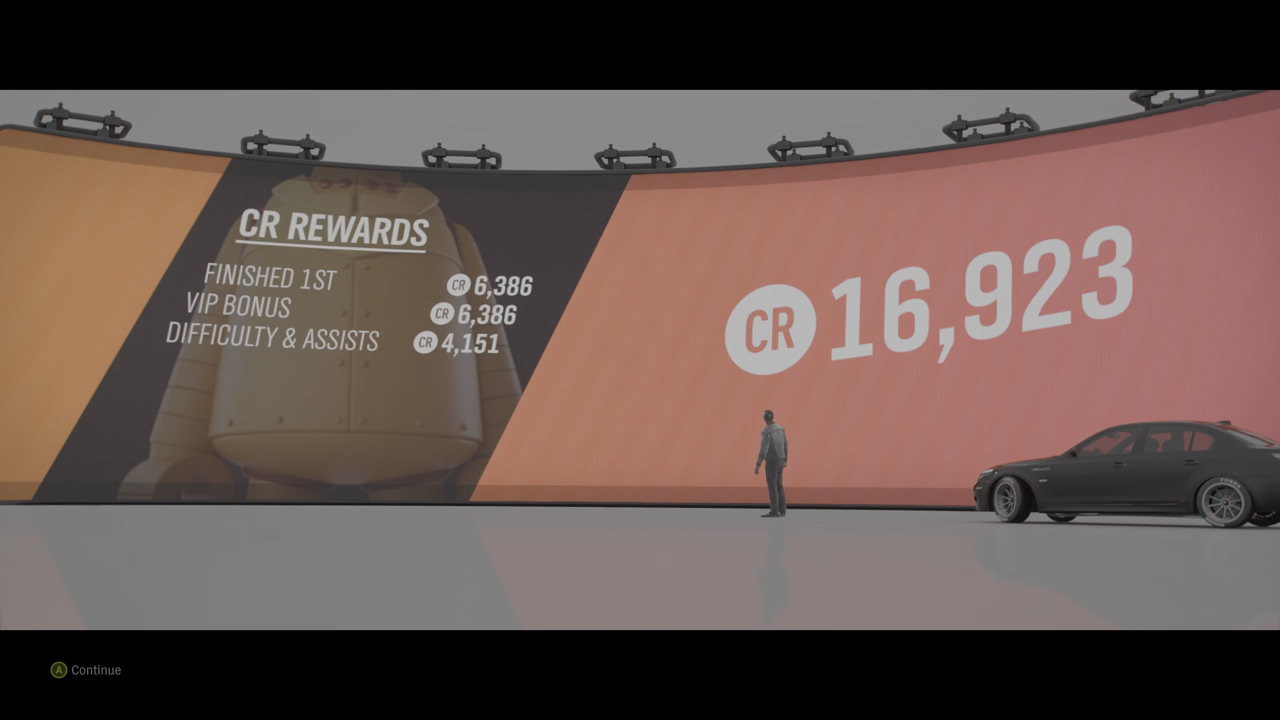 CR REWARDS
FINISHED 1ST CR 6,386
VIP BONUS CR 6,386
DIFFICULTY & ASSISTS CR 4,151
CR 16,923
FORZA
A Continue